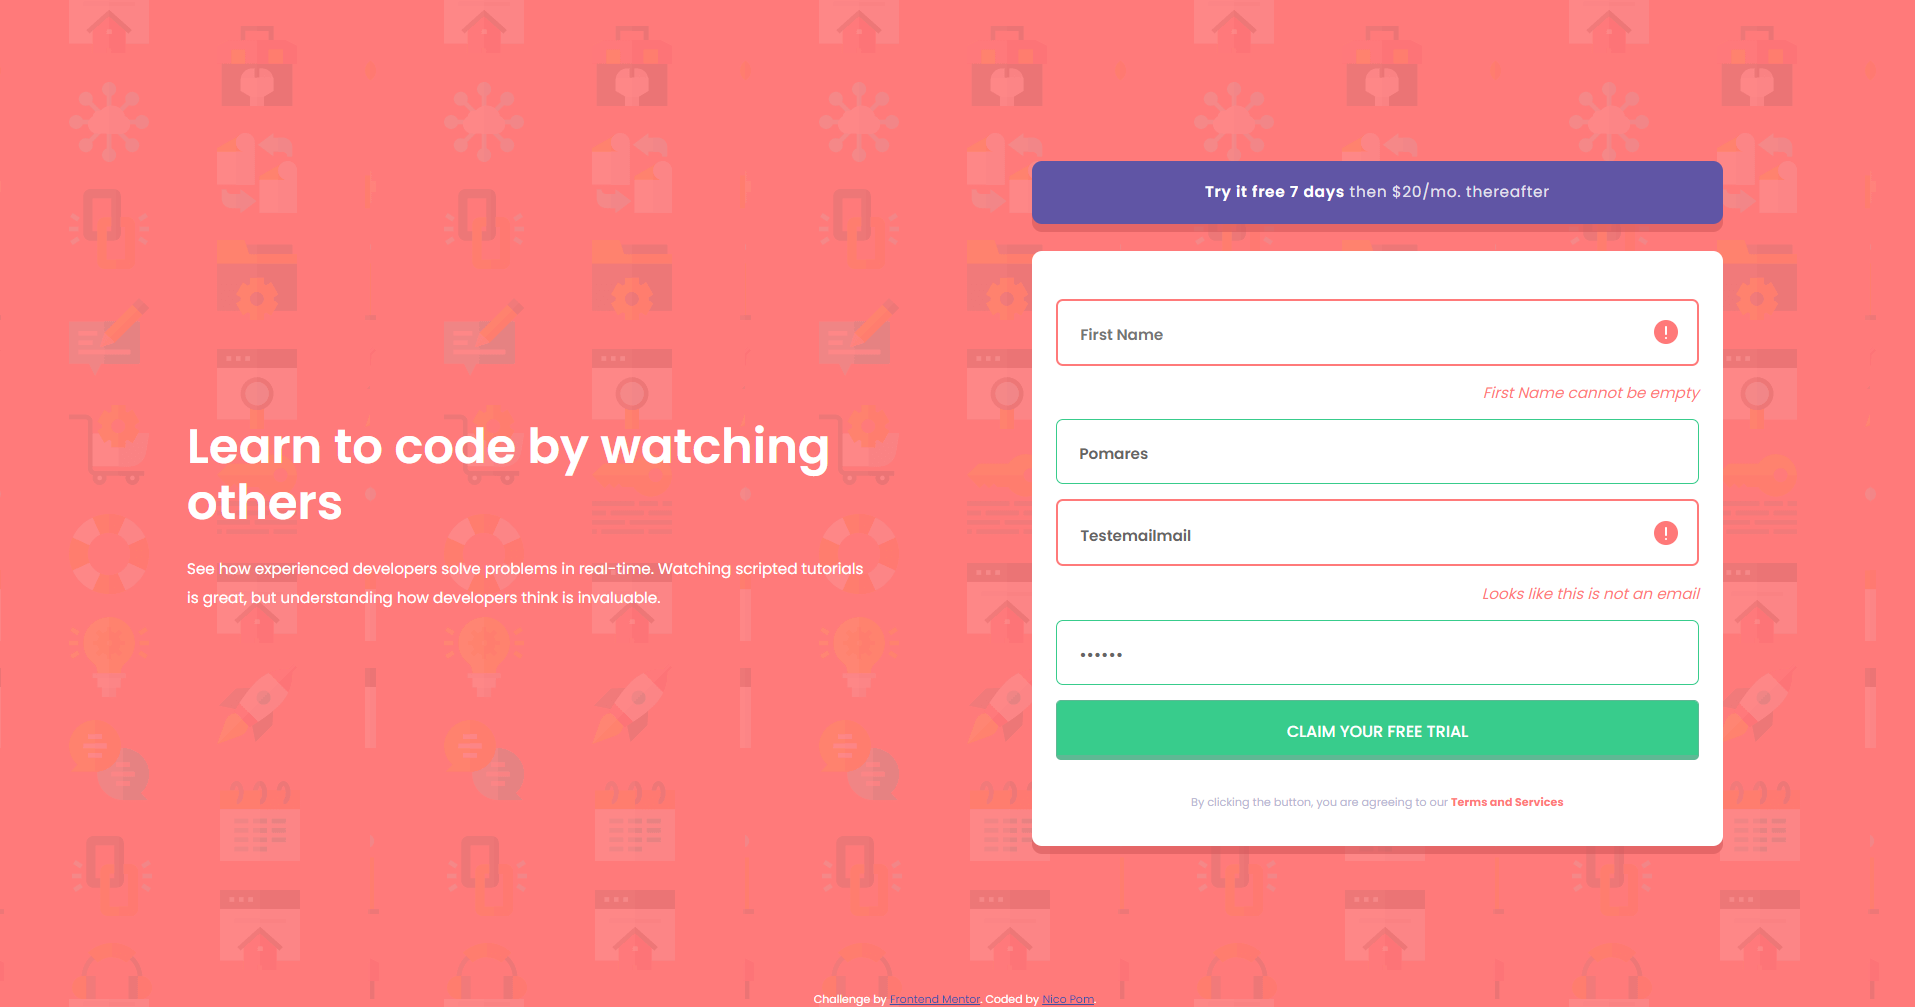 Learn to code by watching
others
See how experienced developers solve problems in real-time. Watching scripted tutorials
is great, but understanding how developers think is invaluable.
Try it free 7 days then $20/mo. thereafter
First Name
First Name cannot be empty
Pomares
Testemailmail
Looks like this is not an email
••••••
CLAIM YOUR FREE TRIAL
By clicking the button, you are agreeing to our Terms and Services
Challenge by Frontend Mentor. Coded by Nico Pom.